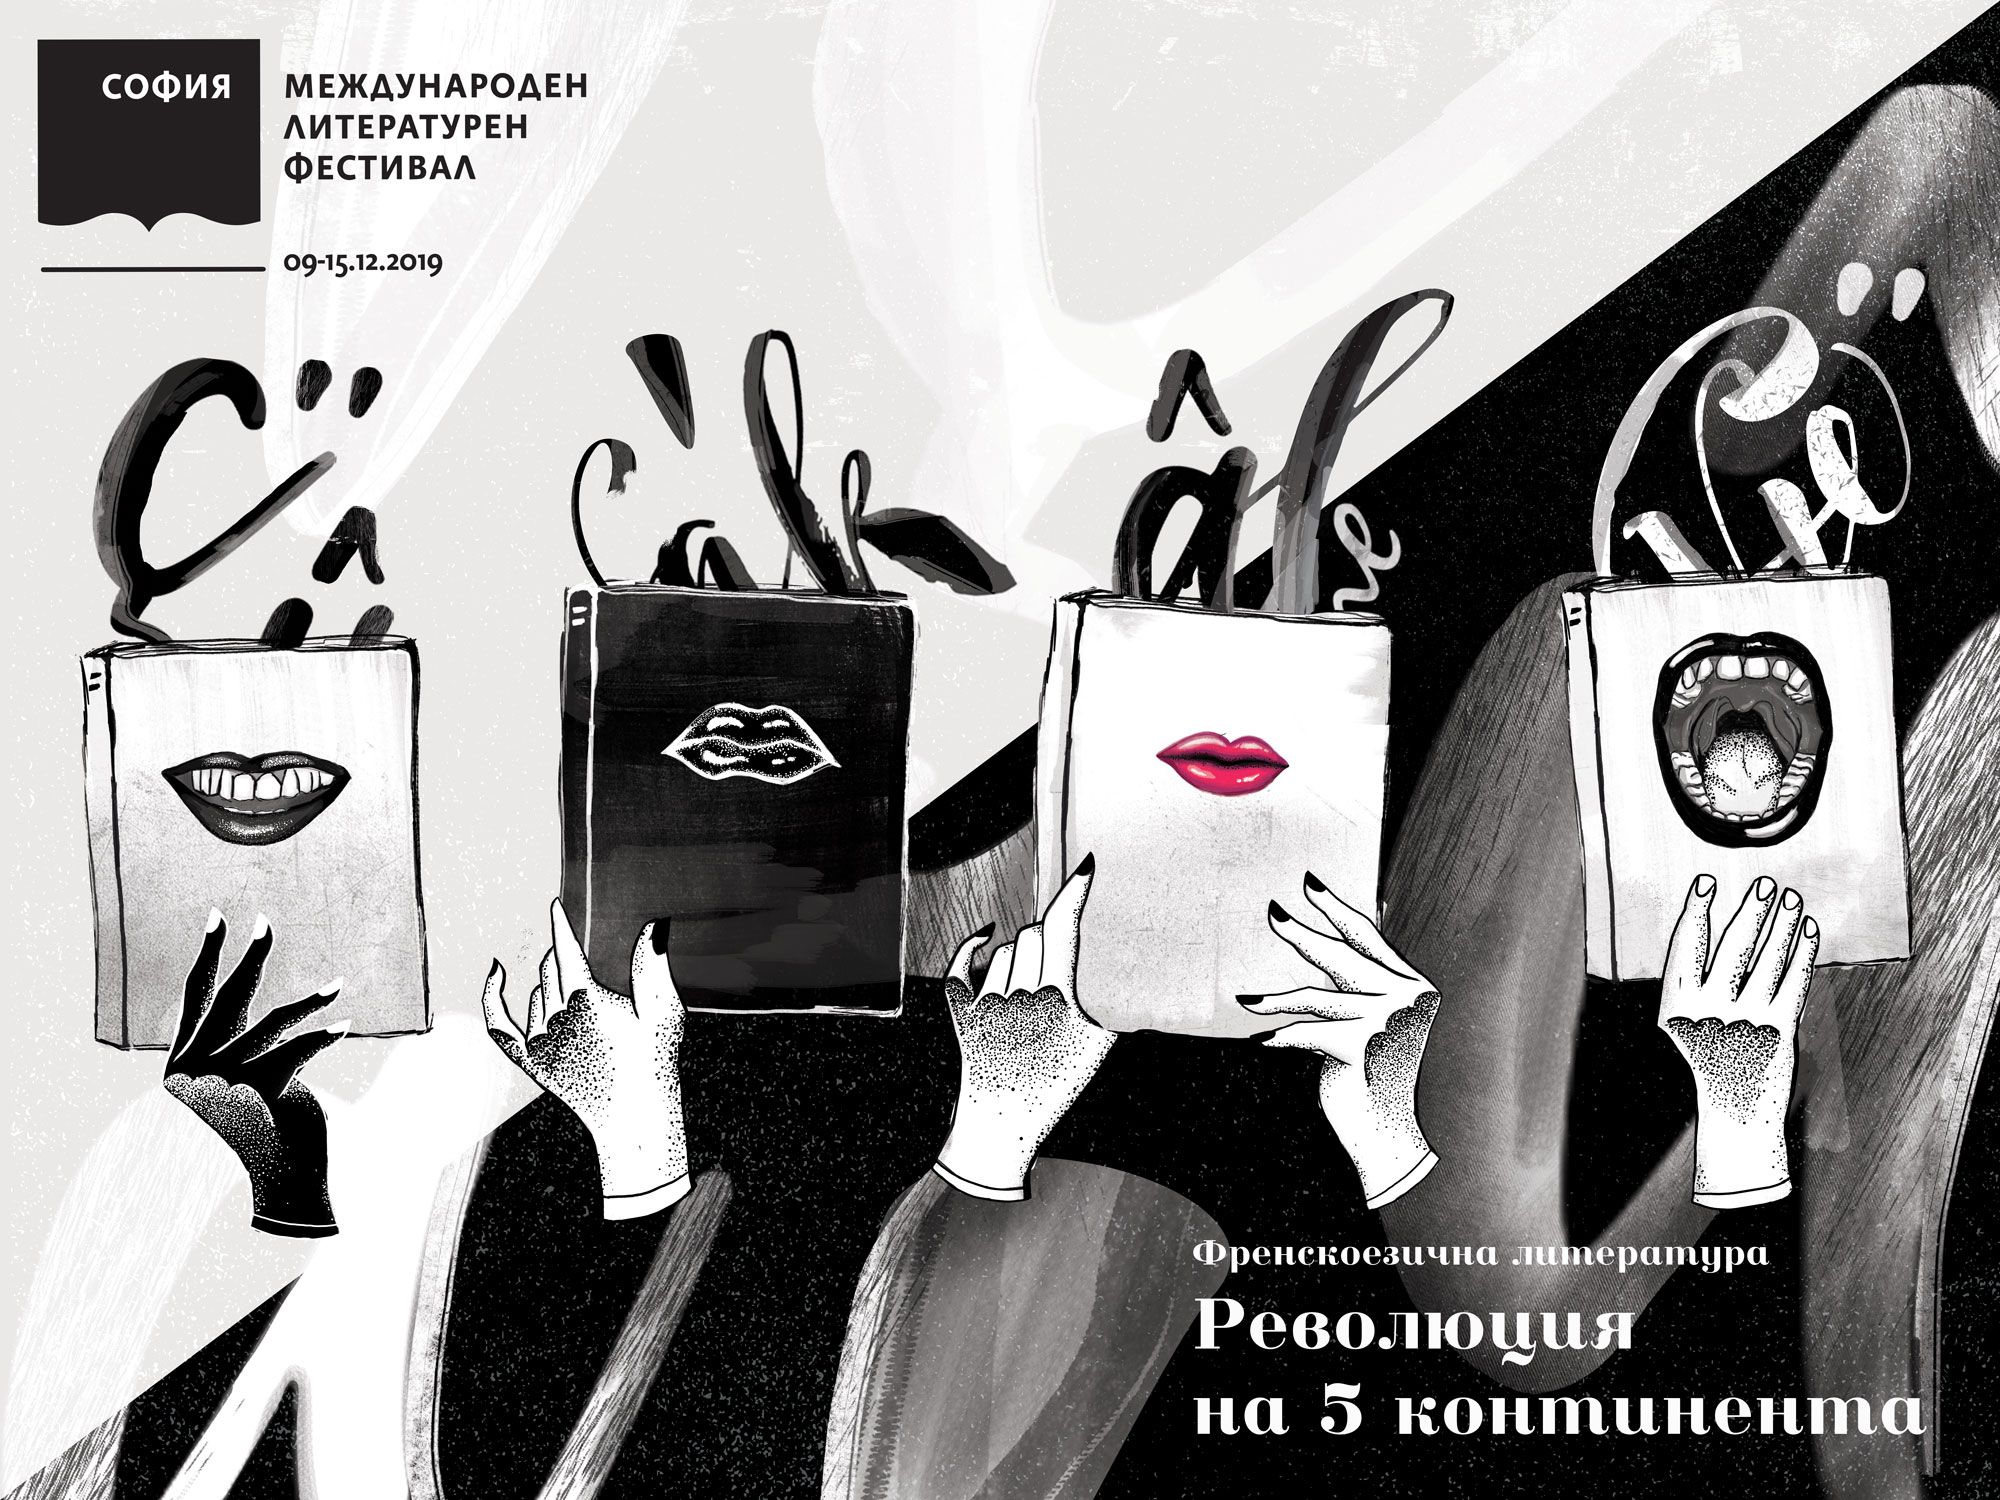 СОФИЯ
МЕЖДУНАРОДЕН
ЛИТЕРАТУРЕН
ФЕСТИВАЛ
09-15.12.2019
Френскоезична литература
Революция
на 5 континента